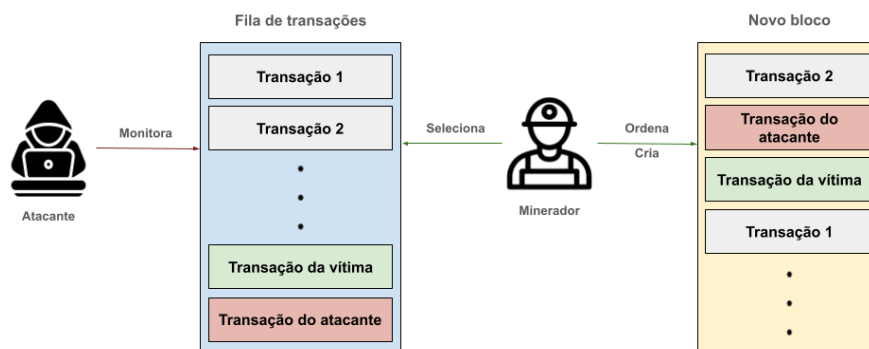 Fila de transações
Novo bloco
Transação 1
Transação 2
Monitora
Seleciona
Ordena
Cria
Transação 2
Transação do
atacante
Transação da vítima
Transação 1
Atacante
Minerador
Transação da vítima
Transação do atacante